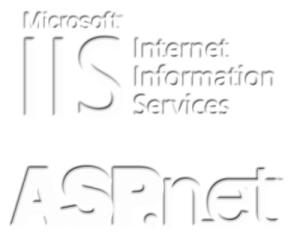 Microsoft®
IIS
Internet
Information
Services
ASP.net